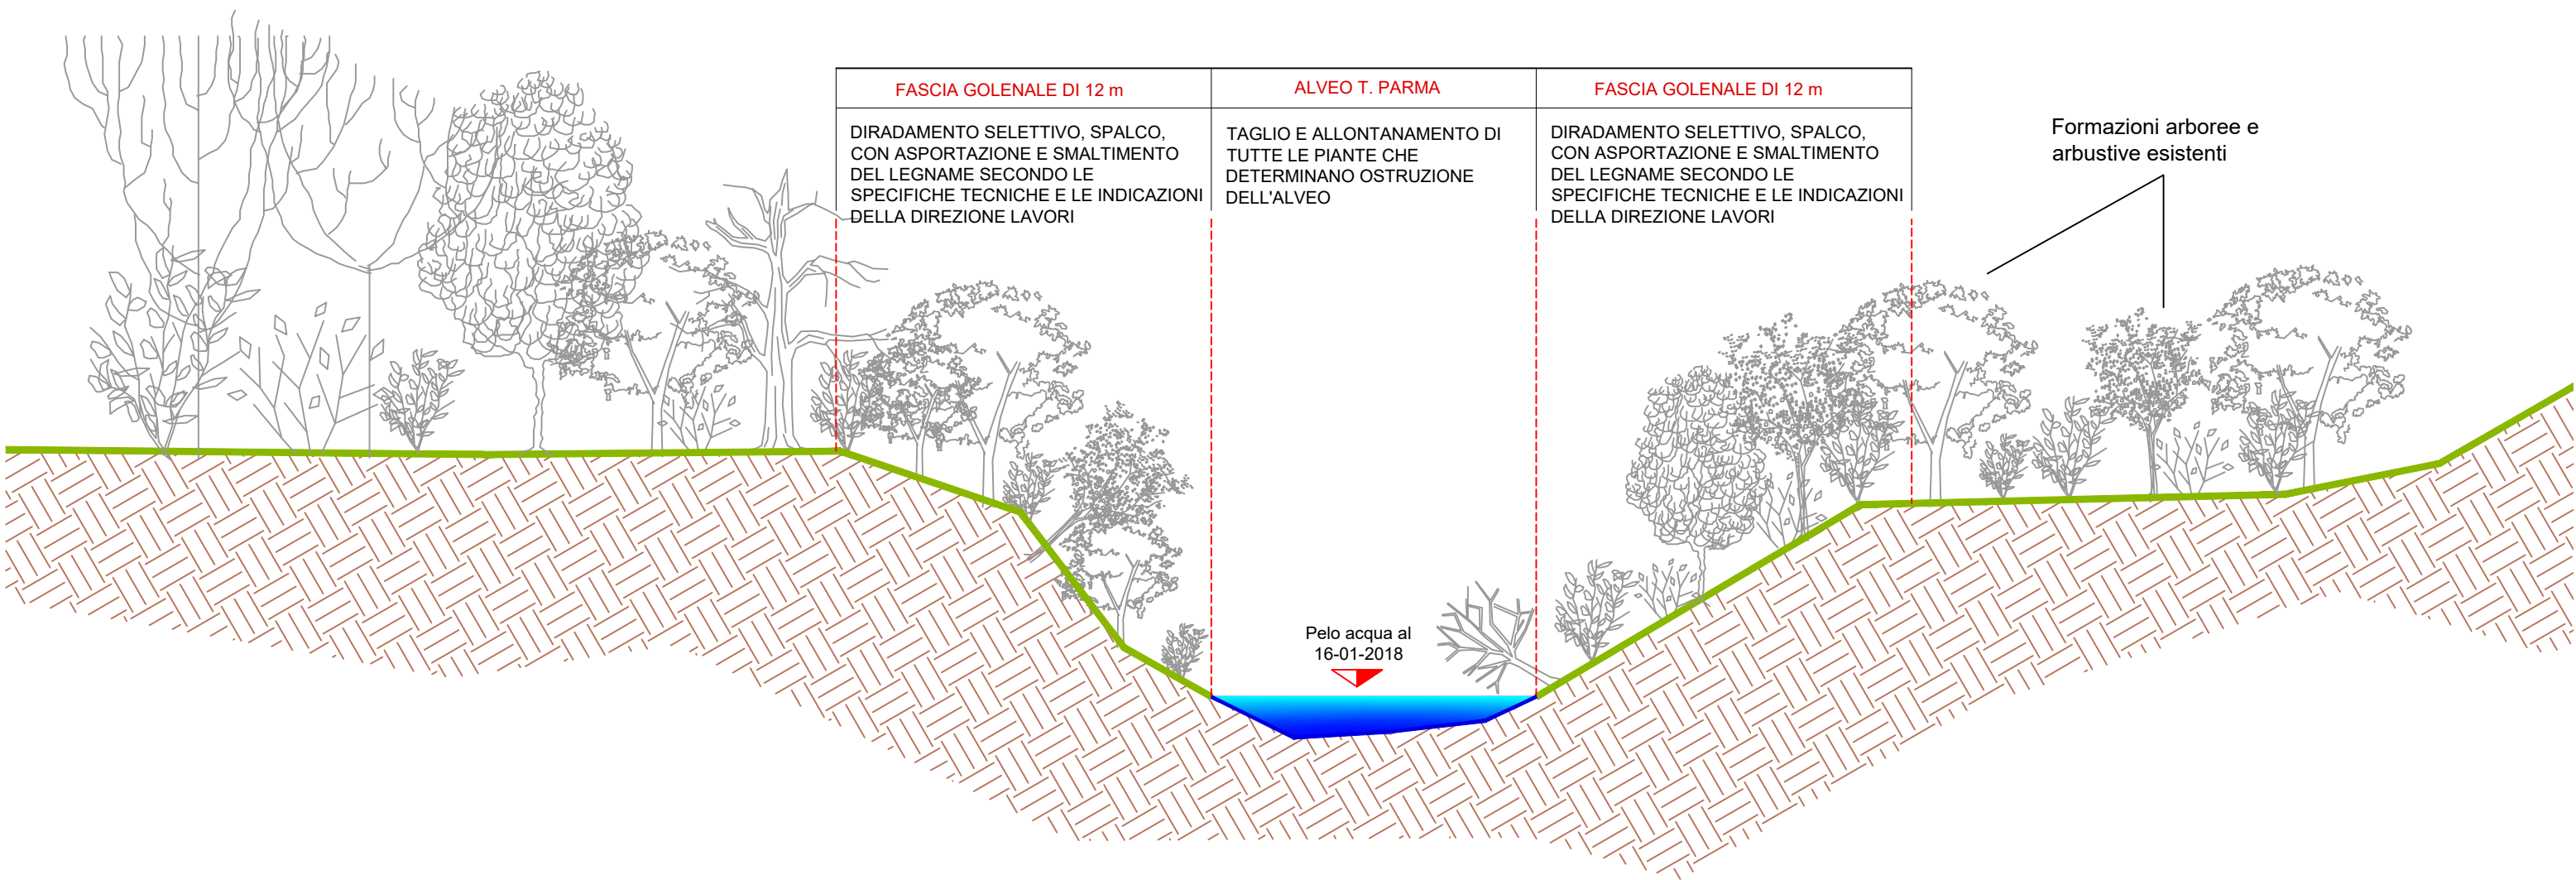 FASCIA GOLENALE DI 12 m
DIRADAMENTO SELETTIVO, SPALCO,
CON ASPORTAZIONE E SMALTIMENTO
DEL LEGNAME SECONDO LE
SPECIFICHE TECNICHE E LE INDICAZIONI
DELLA DIREZIONE LAVORI
ALVEO T. PARMA
TAGLIO E ALLONTANAMENTO DI
TUTTE LE PIANTE CHE
DETERMINANO OSTRUZIONE
DELL'ALVEO
FASCIA GOLENALE DI 12 m
DIRADAMENTO SELETTIVO, SPALCO,
CON ASPORTAZIONE E SMALTIMENTO
DEL LEGNAME SECONDO LE
SPECIFICHE TECNICHE E LE INDICAZIONI
DELLA DIREZIONE LAVORI
Formazioni arboree e
arbustive esistenti
Pelo acqua al
16-01-2018